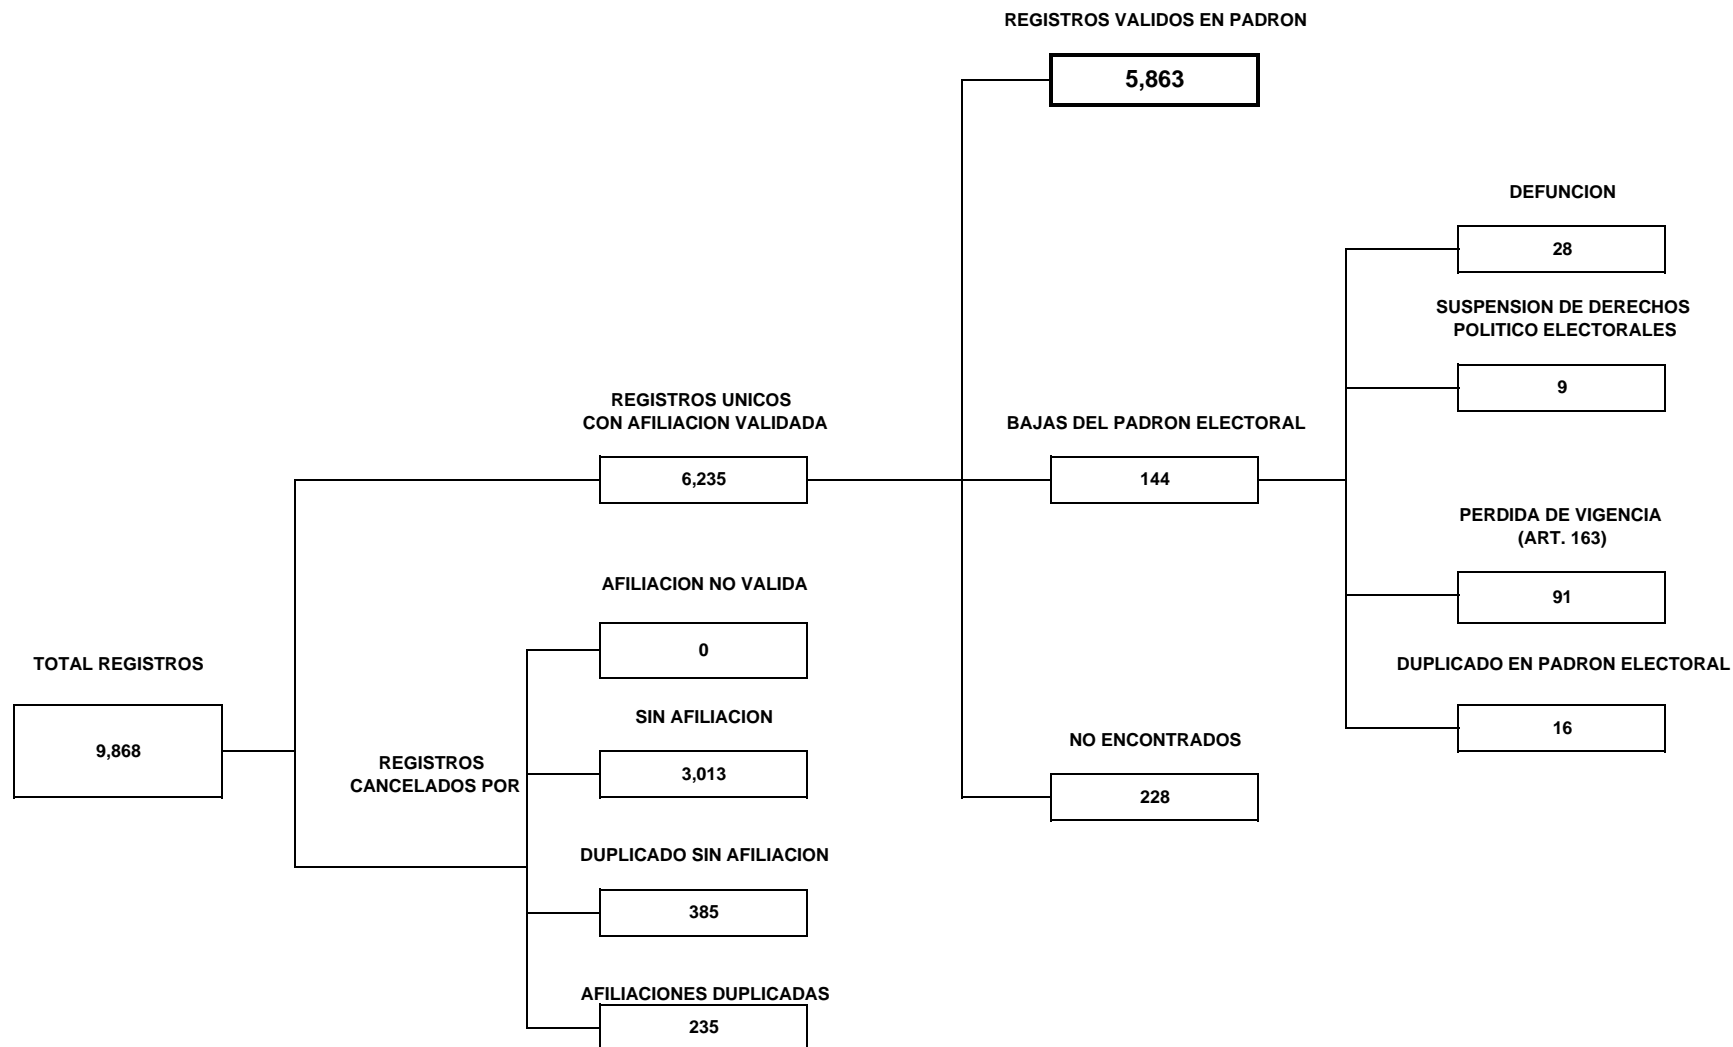 REGISTROS VALIDOS EN PADRON
5,863
DEFUNCION
28
SUSPENSION DE DERECHOS
POLITICO ELECTORALES
9
REGISTROS UNICOS
CON AFILIACION VALIDADA
6,235
BAJAS DEL PADRON ELECTORAL
144
PERDIDA DE VIGENCIA
(ART. 163)
91
AFILIACION NO VALIDA
0
TOTAL REGISTROS
9,868
DUPLICADO EN PADRON ELECTORAL
16
SIN AFILIACION
3,013
REGISTROS
CANCELADOS POR
NO ENCONTRADOS
228
DUPLICADO SIN AFILIACION
385
AFILIACIONES DUPLICADAS
235